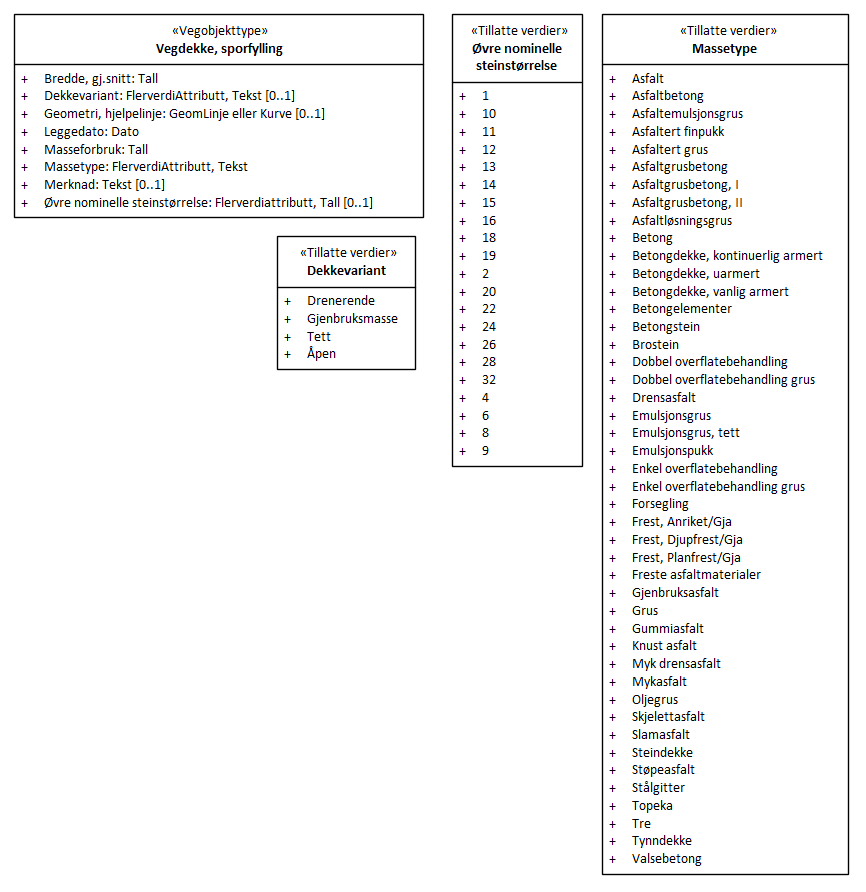 «Vegobjekttype»
Vegdekke, sporfylling
+ Bredde, gj.snitt: Tall
+ Dekkevariant: FlerverdiAttributt, Tekst [0..1]
+ Geometri, hjelpelinje: GeomLinje eller Kurve [0..1]
+ Leggedato: Dato
+ Masseforbruk: Tall
+ Massetype: FlerverdiAttributt, Tekst
+ Merknad: Tekst [0..1]
+ Øvre nominelle steinstørrelse: Flerverdiattributt, Tall [0..1]
«Tillatte verdier»
Dekkevariant
+ Drenerende
+ Gjenbruksmasse
+ Tett
+ Åpen
«Tillatte verdier»
Øvre nominelle
steinstørrelse
+ 1
+ 10
+ 11
+ 12
+ 13
+ 14
+ 15
+ 16
+ 18
+ 19
+ 2
+ 20
+ 22
+ 24
+ 26
+ 28
+ 32
+ 4
+ 6
+ 8
+ 9
«Tillatte verdier»
Massetype
+ Asfalt
+ Asfaltbetong
+ Asfaltemulsjonsgrus
+ Asfaltert finpukk
+ Asfaltert grus
+ Asfaltgrusbetong
+ Asfaltgrusbetong, I
+ Asfaltgrusbetong, II
+ Asfaltløsningsgrus
+ Betong
+ Betongdekke, kontinuerlig armert
+ Betongdekke, uarmert
+ Betongdekke, vanlig armert
+ Betongelementer
+ Betongstein
+ Brostein
+ Dobbel overflatebehandling
+ Dobbel overflatebehandling grus
+ Drensasfalt
+ Emulsjonsgrus
+ Emulsjonsgrus, tett
+ Emulsjonspukk
+ Enkel overflatebehandling
+ Enkel overflatebehandling grus
+ Forsegling
+ Frest, Anriket/Gja
+ Frest, Djupfrest/Gja
+ Frest, Planfrest/Gja
+ Freste asfaltmaterialer
+ Gjenbruksasfalt
+ Grus
+ Gummiasfalt
+ Knust asfalt
+ Myk drensasfalt
+ Mykasfalt
+ Oljegrus
+ Skjelettasfalt
+ Slamasfalt
+ Steindekke
+ Støpeasfalt
+ Stålgitter
+ Topeka
+ Tre
+ Tynndekke
+ Valsebetong